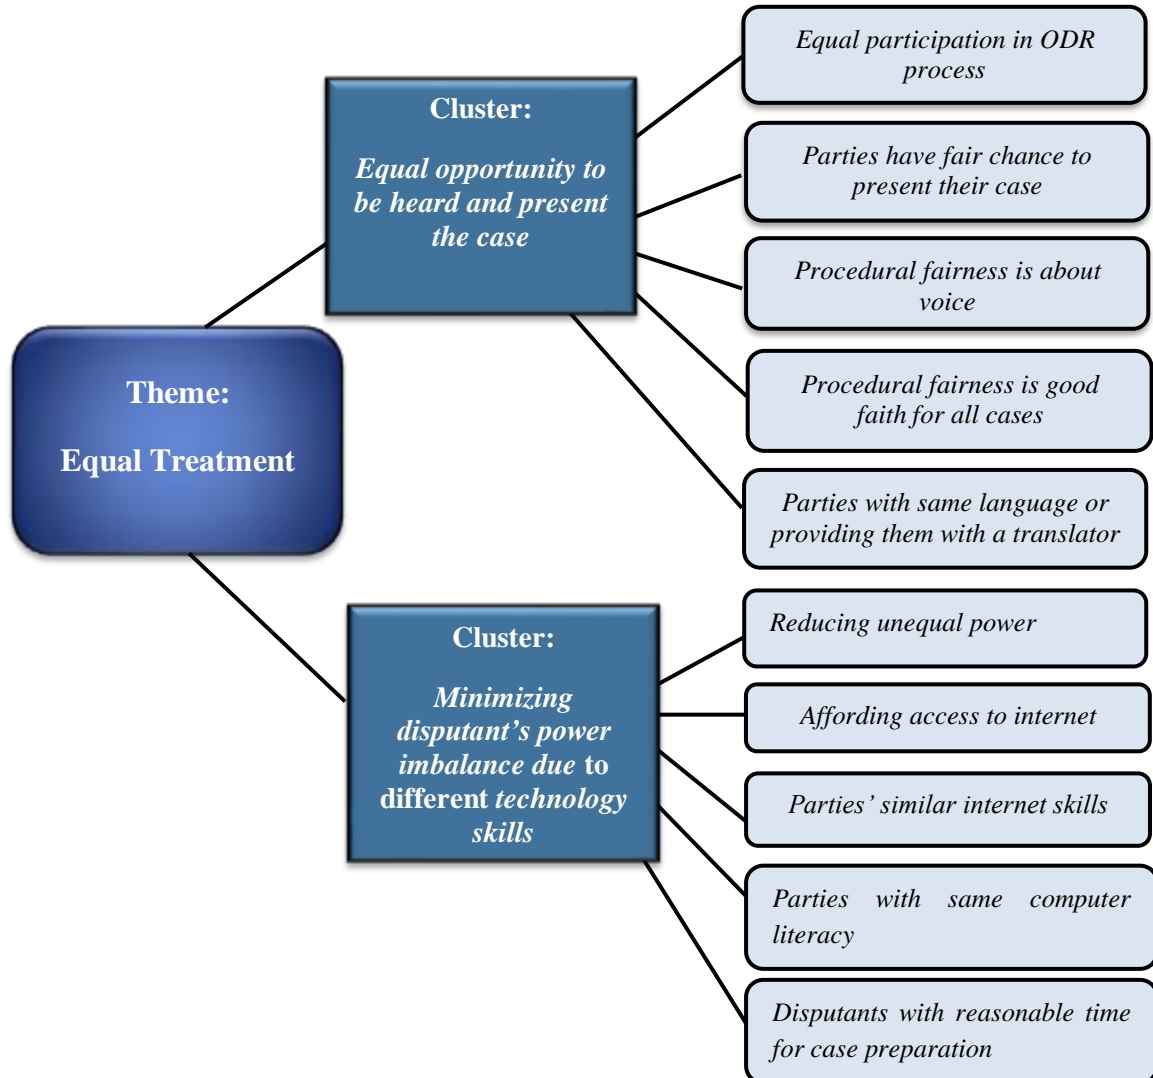 Theme:
Equal Treatment
Cluster:
Equal opportunity to
be heard and present
the case
Equal participation in ODR
process
Parties have fair chance to
present their case
Procedural fairness is about
voice
Procedural fairness is good
faith for all cases
Parties with same language or
providing them with a translator
Cluster:
Minimizing
disputant’s power
imbalance due to
different technology
skills
Reducing unequal power
Affording access to internet
Parties’ similar internet skills
Parties with same computer
literacy
Disputants with reasonable time
for case preparation